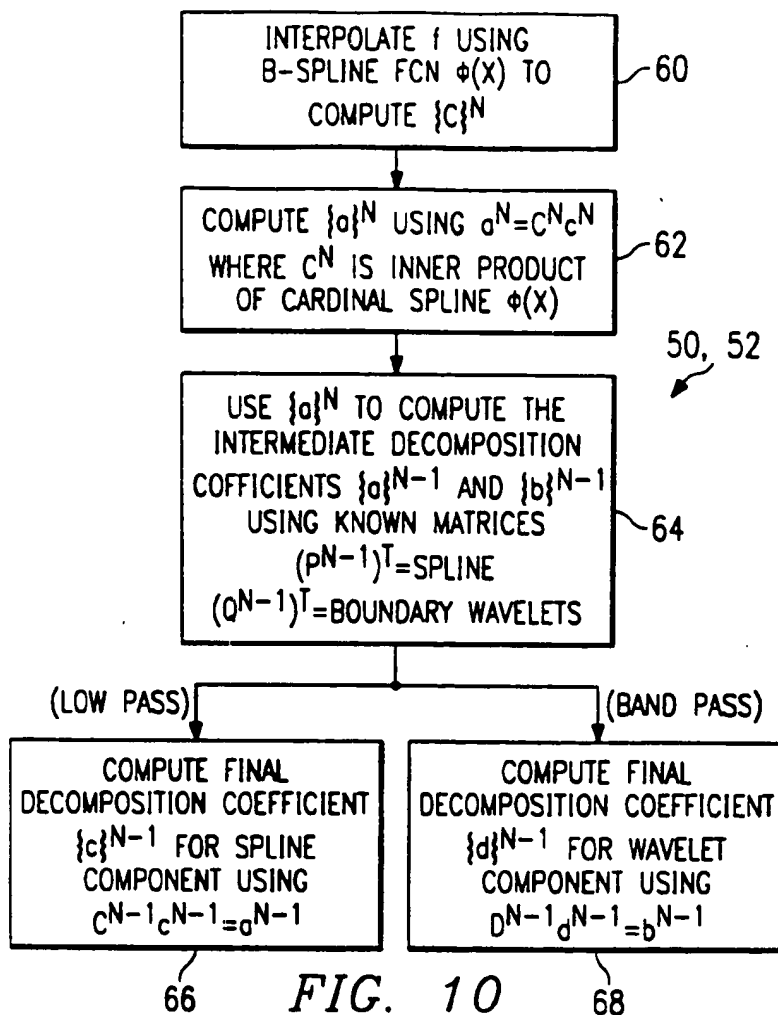 INTERPOLATE f USING
B-SPLINE FCN Φ(X) TO
COMPUTE {C}^N
60
COMPUTE {a}^N USING a^N=C^Nc^N
WHERE C^N IS INNER PRODUCT
OF CARDINAL SPLINE Φ(X)
62
50, 52
USE {a}^N TO COMPUTE THE
INTERMEDIATE DECOMPOSITION
COFFICIENTS {a}^N-1 AND {b}^N-1
USING KNOWN MATRICES
(P^N-1)^T=SPLINE
(Q^N-1)^T=BOUNDARY WAVELETS
64
(LOW PASS)
(BAND PASS)
COMPUTE FINAL
DECOMPOSITION COEFFICIENT
{c}^N-1 FOR SPLINE
COMPONENT USING
C^N-1c^N-1=a^N-1
66
COMPUTE FINAL
DECOMPOSITION COEFFICIENT
{d}^N-1 FOR WAVELET
COMPONENT USING
D^N-1d^N-1=b^N-1
68
FIG. 10